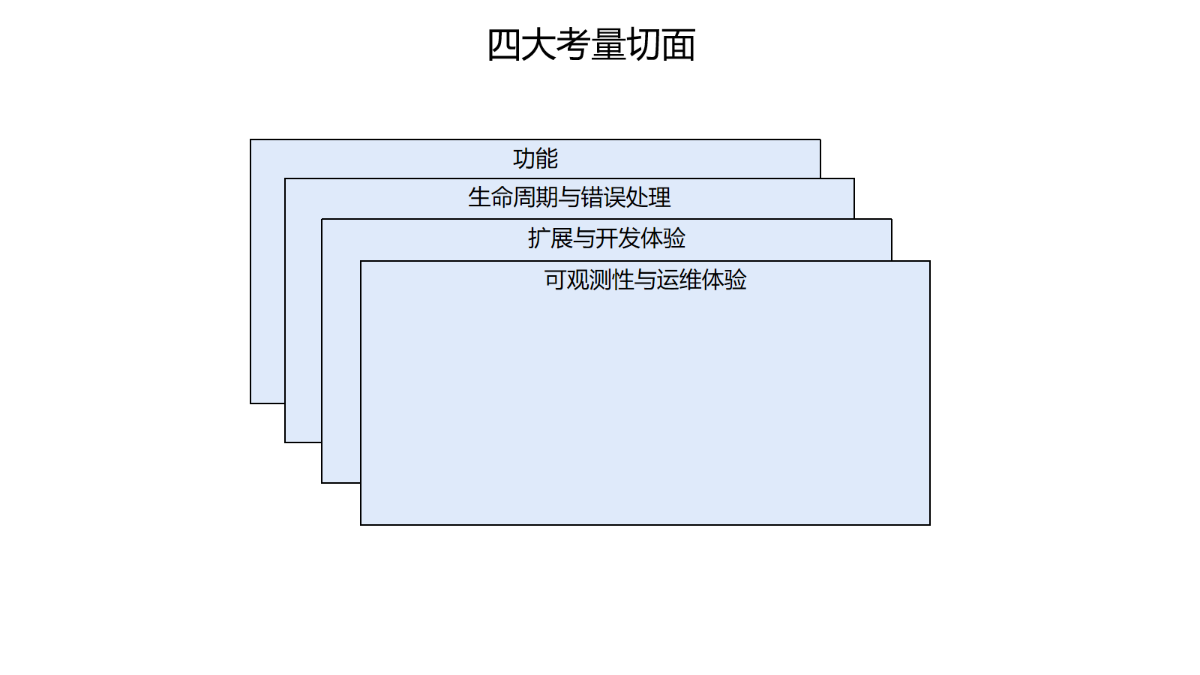 四大考量切面
功能
生命周期与错误处理
扩展与开发体验
可观测性与运维体验